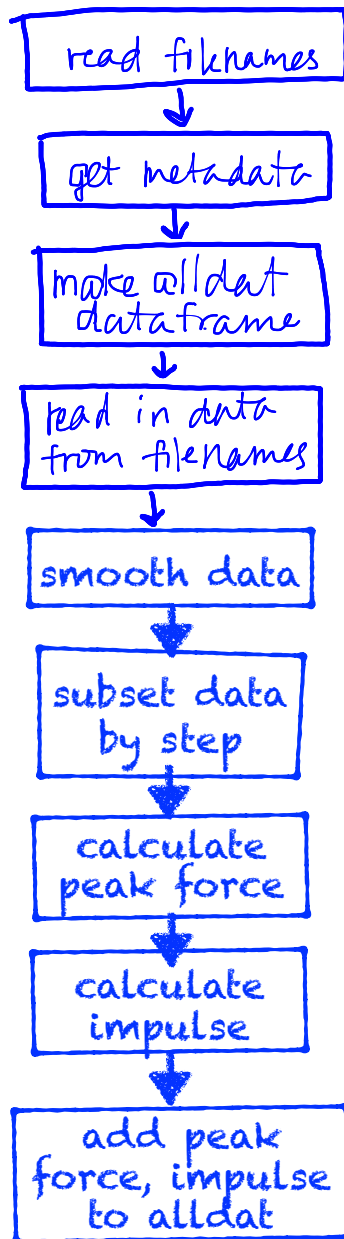 read filenames
get metadata
make alldat
dataframe
read in data
from filenames
smooth data
subset data
by step
calculate
peak force
calculate
impulse
add peak
force, impulse
to alldat